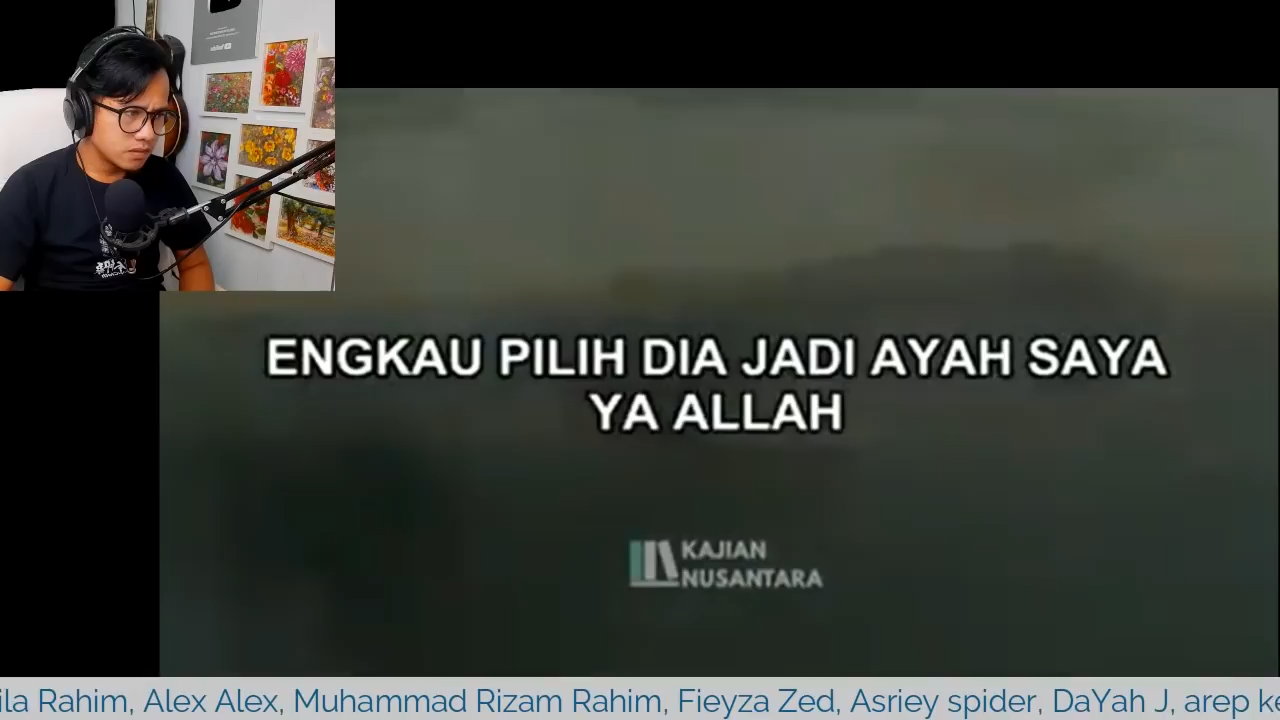 ENGKAU PILIH DIA JADI AYAH SAYA
YA ALLAH
KAJIAN
NUSANTARA
ila Rahim, Alex Alex, Muhammad Rizam Rahim, Fieyza Zed, Asriey spider, DaYah J, arep ke